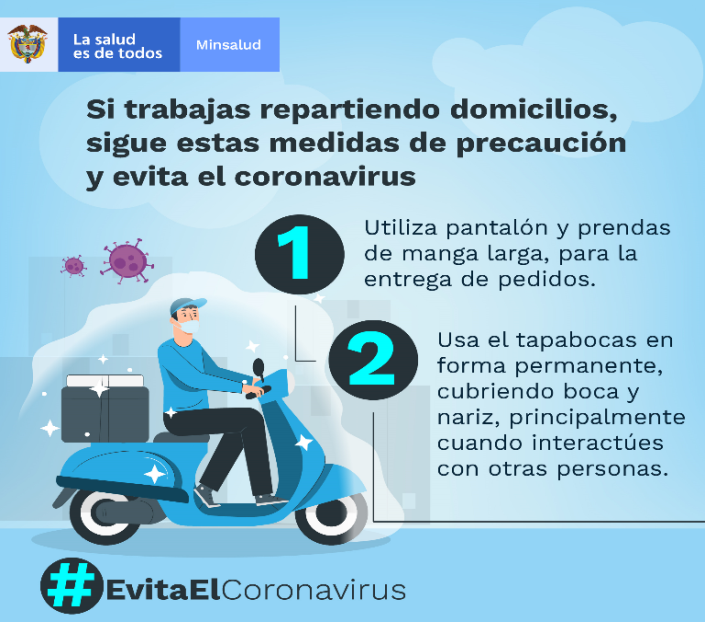 La salud
es de todos
Minsalud
Si trabajas repartiendo domicilios,
sigue estas medidas de precaución
y evita el coronavirus
1
Utiliza pantalón y prendas
de manga larga, para la
entrega de pedidos.
2
Usa el tapabocas en
forma permanente,
cubriendo boca y
nariz, principalmente
cuando interactúes
con otras personas.
#EvitaElCoronavirus